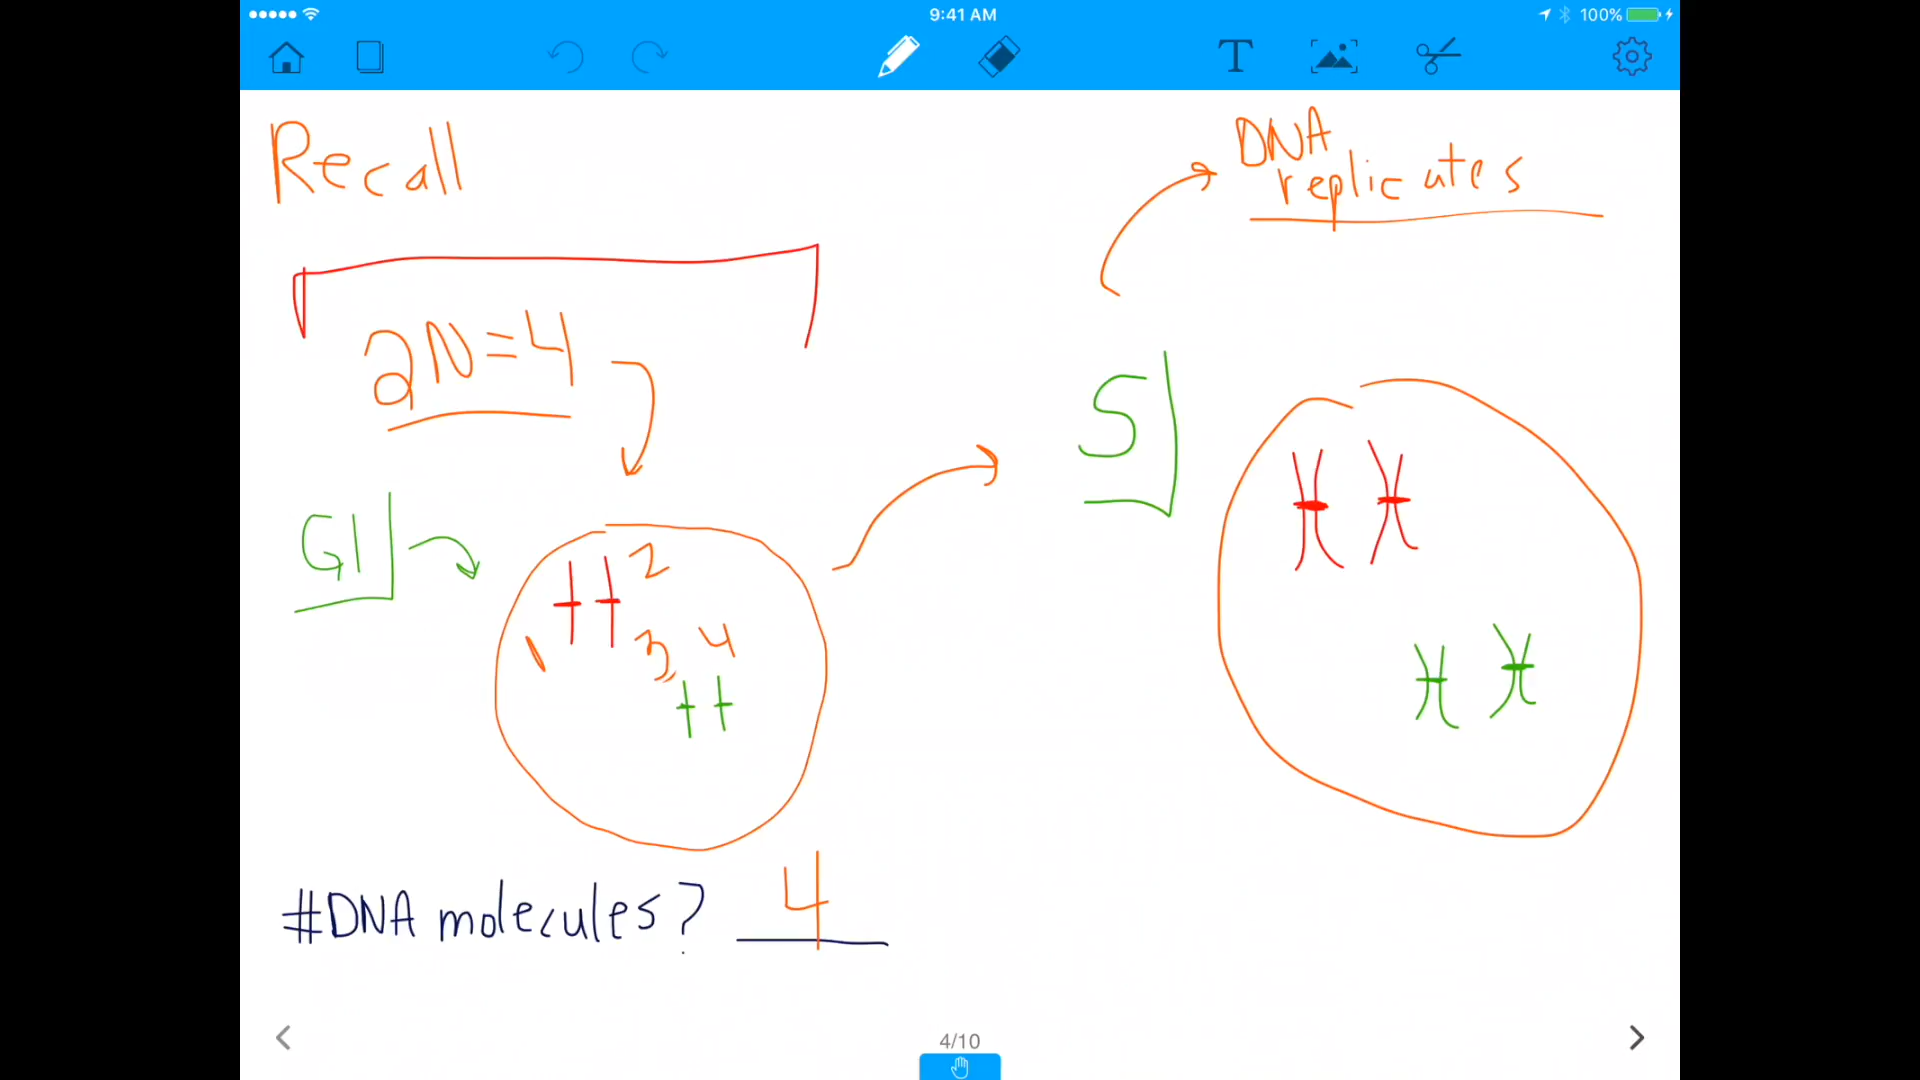 9:41 AM
100%
T
Recall
DNA
replicates
2N=4
S
G1
1 2
3, 4
#DNA molecules? 4
4/10